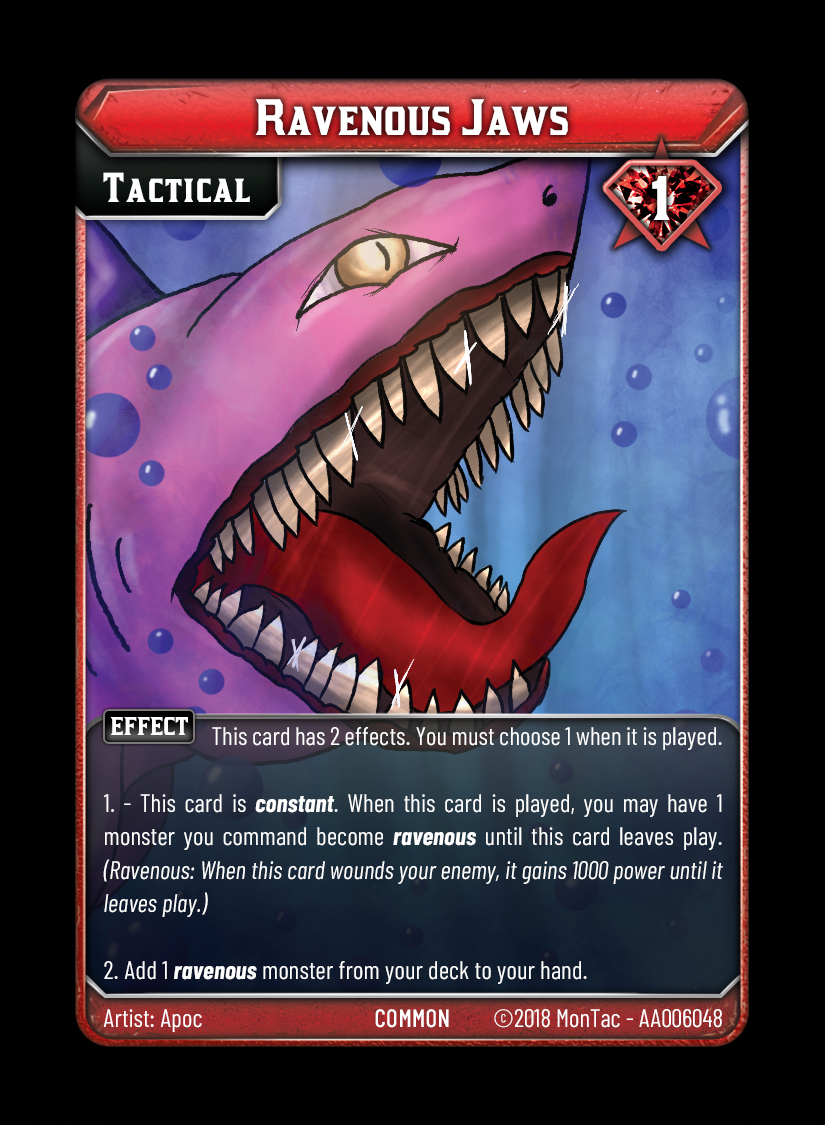 Ravenous Jaws
Tactical
1
EFFECT
This card has 2 effects. You must choose 1 when it is played.
1. - This card is constant. When this card is played, you may have 1
monster you command become ravenous until this card leaves play.
(Ravenous: When this card wounds your enemy, it gains 1000 power until it
leaves play.)
2. Add 1 ravenous monster from your deck to your hand.
Artist: Apoc
COMMON
©2018 MonTac - AA006048